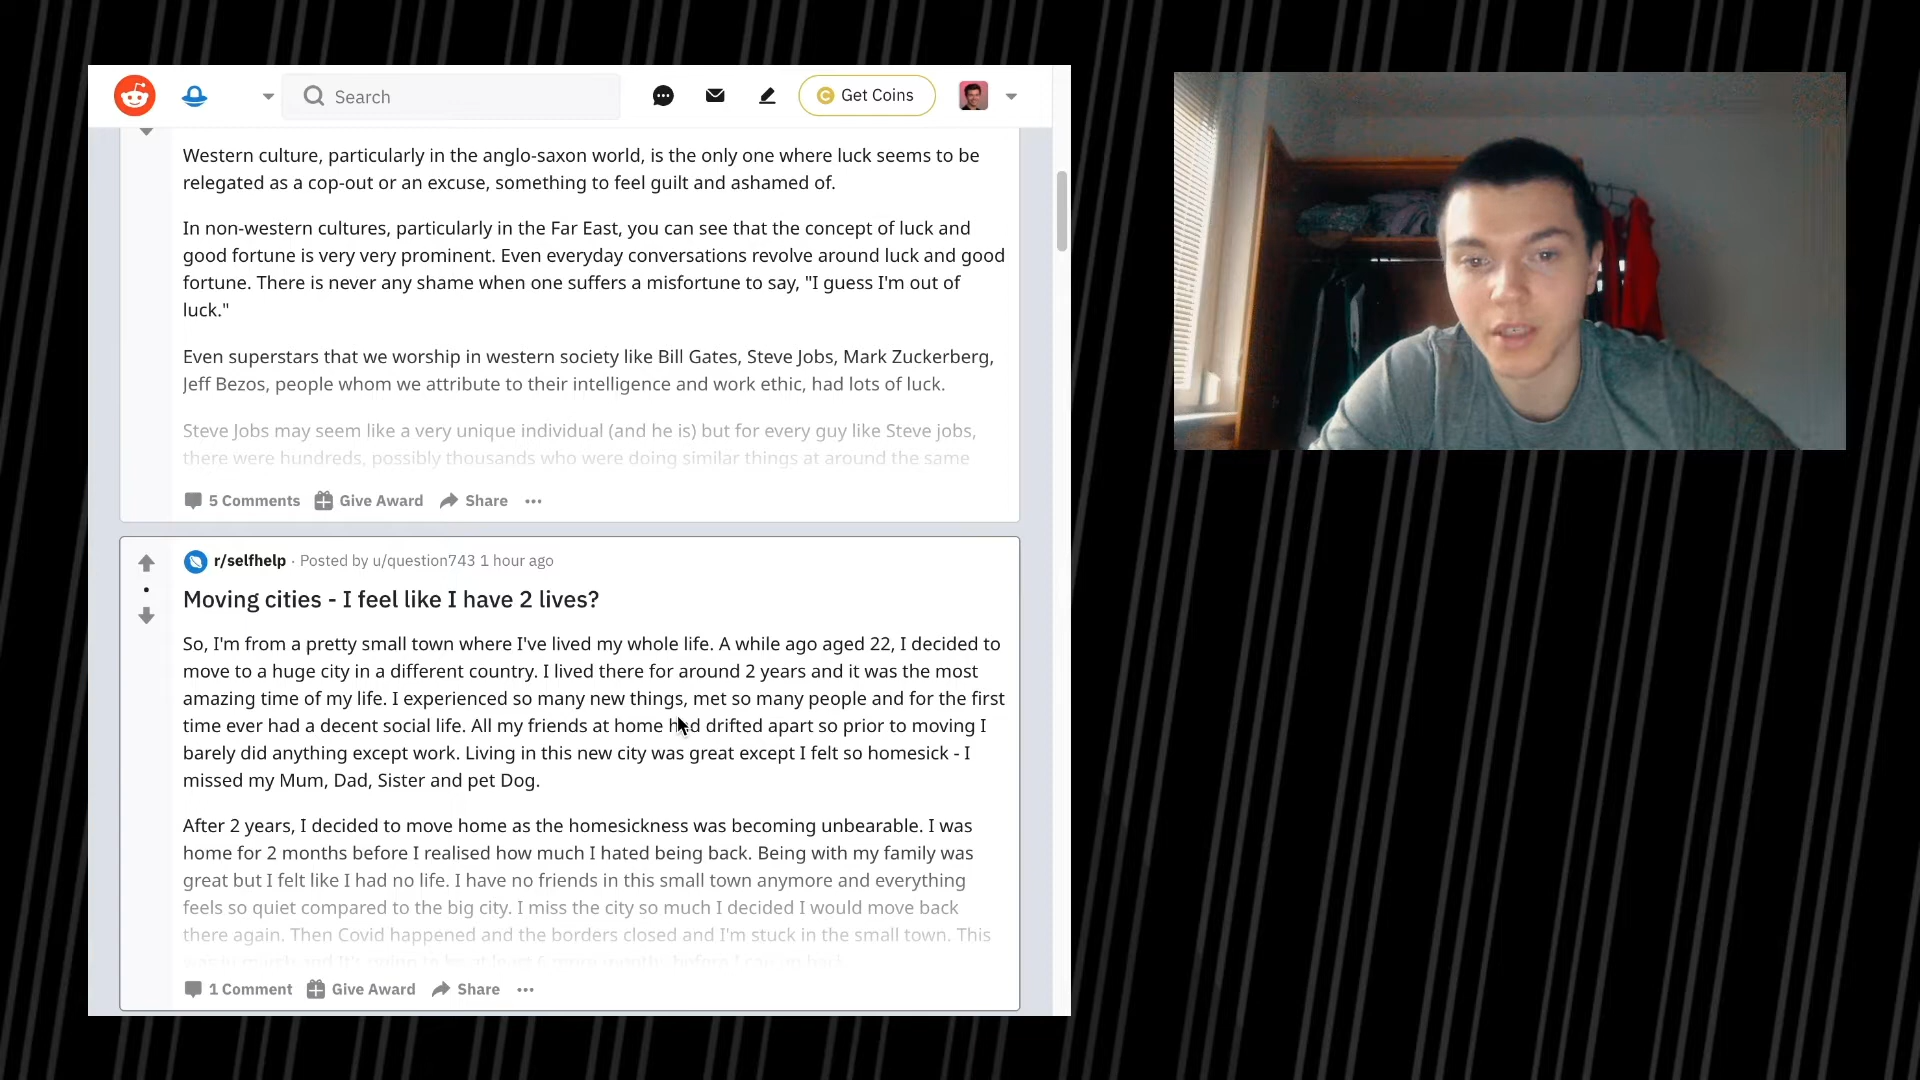 Search
Get Coins
Western culture, particularly in the anglo-saxon world, is the only one where luck seems to be
relegated as a cop-out or an excuse, something to feel guilt and ashamed of.
In non-western cultures, particularly in the Far East, you can see that the concept of luck and
good fortune is very very prominent. Even everyday conversations revolve around luck and good
fortune. There is never any shame when one suffers a misfortune to say, "I guess I'm out of
luck."
Even superstars that we worship in western society like Bill Gates, Steve Jobs, Mark Zuckerberg,
Jeff Bezos, people whom we attribute to their intelligence and work ethic, had lots of luck.
Steve Jobs may seem like a very unique individual (and he is) but for every guy like Steve jobs,
there were hundreds, possibly thousands who were doing similar things at around the same
5 Comments Give Award Share
r/selfhelp · Posted by u/question743 1 hour ago
Moving cities - I feel like I have 2 lives?
So, I'm from a pretty small town where I've lived my whole life. A while ago aged 22, I decided to
move to a huge city in a different country. I lived there for around 2 years and it was the most
amazing time of my life. I experienced so many new things, met so many people and for the first
time ever had a decent social life. All my friends at home had drifted apart so prior to moving I
barely did anything except work. Living in this new city was great except I felt so homesick - I
missed my Mum, Dad, Sister and pet Dog.
After 2 years, I decided to move home as the homesickness was becoming unbearable. I was
home for 2 months before I realised how much I hated being back. Being with my family was
great but I felt like I had no life. I have no friends in this small town anymore and everything
feels so quiet compared to the big city. I miss the city so much I decided I would move back
there again. Then Covid happened and the borders closed and I'm stuck in the small town. This
1 Comment Give Award Share